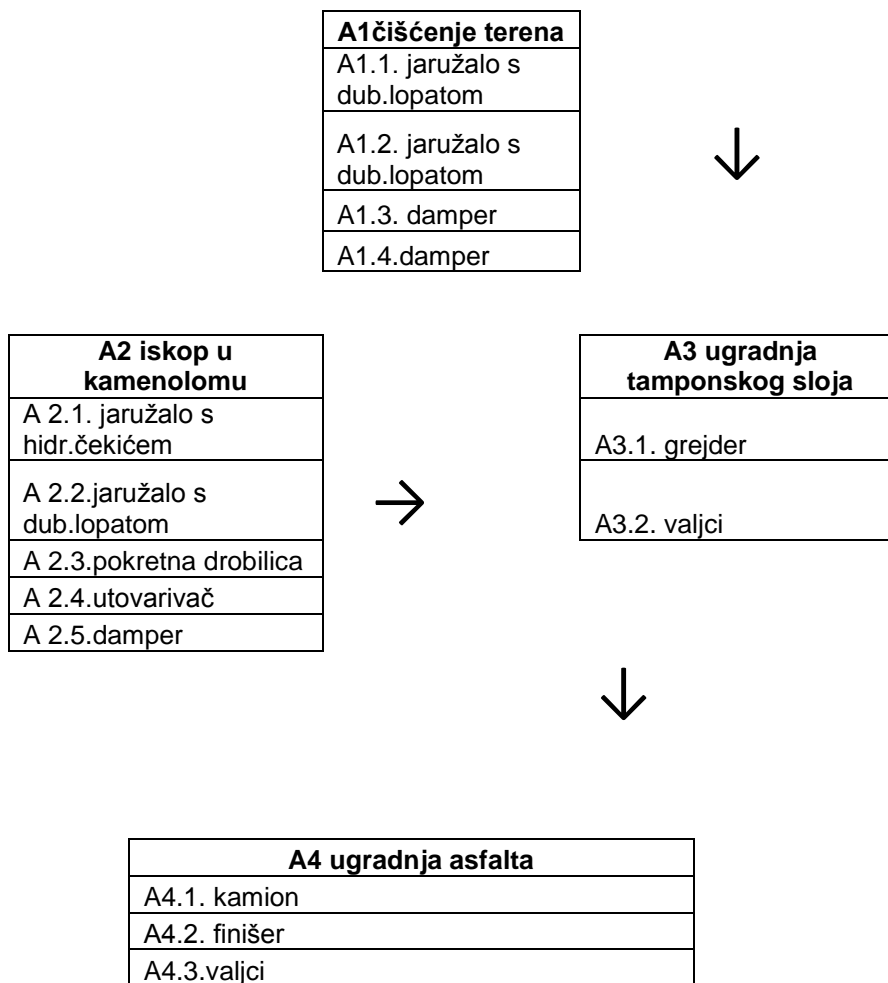 A1čišćenje terena
A1.1. jaružalo s
dub.lopatom
A1.2. jaružalo s
dub.lopatom
A1.3. damper
A1.4.damper
A2 iskop u
kamenolomu
A 2.1. jaružalo s
hidr.čekićem
A 2.2.jaružalo s
dub.lopatom
A 2.3.pokretna drobilica
A 2.4.utovarivač
A 2.5.damper
A3 ugradnja
tamponskog sloja
A3.1. grejder
A3.2. valjci
A4 ugradnja asfalta
A4.1. kamion
A4.2. finišer
A4.3.valjci